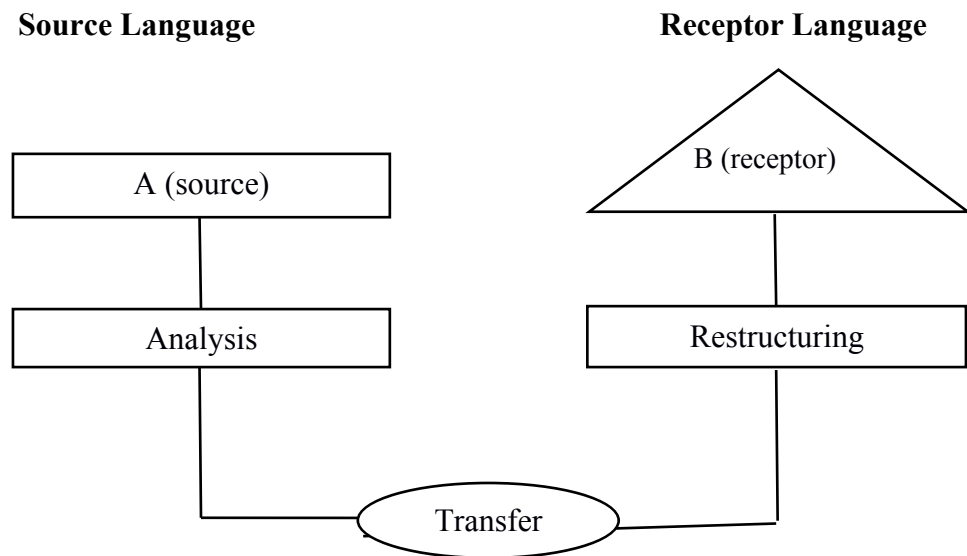 Source Language
Receptor Language
A (source)
B (receptor)
Analysis
Restructuring
Transfer